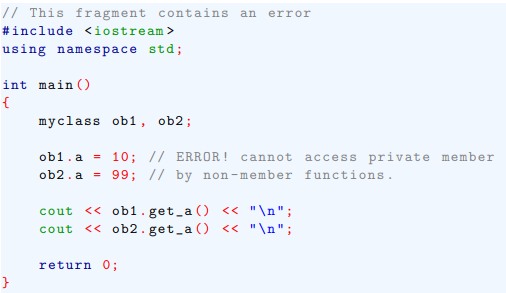 // This fragment contains an error
#include <iostream>
using namespace std;
int main()
{
myclass ob1, ob2;
ob1.a = 10; // ERROR! cannot access private member
ob2.a = 99; // by non-member functions.
cout << ob1.get_a() << "\n";
cout << ob2.get_a() << "\n";
return 0;
}